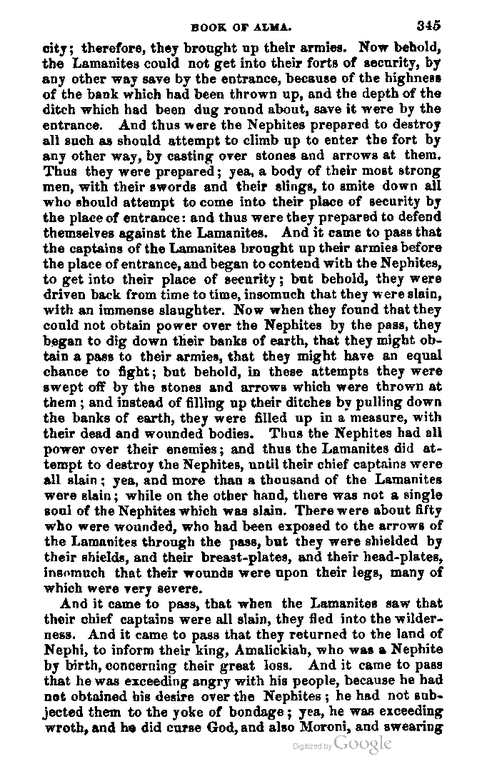 BOOK OF ALMA. 345
city; therefore, they brought up their armies. Now behold,
the Lamanites could not get into their forts of security, by
any other way save by the entrance, because of the highness
of the bank which had been thrown up, and the depth of the
ditch which had been dug round about, save it were by the
entrance. And thus were the Nephites prepared to destroy
all such as should attempt to climb up to enter the fort by
any other way, by casting over stones and arrows at them.
Thus they were prepared; yea, a body of their most strong
men, with their swords and their slings, to smite down all
who should attempt to come into their place of security by
the place of entrance: and thus were they prepared to defend
themselves against the Lamanites. And it came to pass that
the captains of the Lamanites brought up their armies before
the place of entrance, and began to contend with the Nephites,
to get into their place of security; but behold, they were
driven back from time to time, insomuch that they were slain,
with an immense slaughter. Now when they found that they
could not obtain power over the Nephites by the pass, they
began to dig down their banks of earth, that they might ob-
tain a pass to their armies, that they might have an equal
chance to fight; but behold, in these attempts they were
swept off by the stones and arrows which were thrown at
them; and instead of filling up their ditches by pulling down
the banks of earth, they were filled up in a measure, with
their dead and wounded bodies. Thus the Nephites had all
power over their enemies; and thus the Lamanites did at-
tempt to destroy the Nephites, until their chief captains were
all slain; yea, and more than a thousand of the Lamanites
were slain; while on the other hand, there was not a single
soul of the Nephites which was slain. There were about fifty
who were wounded, who had been exposed to the arrows of
the Lamanites through the pass, but they were shielded by
their shields, and their breast-plates, and their head-plates,
insomuch that their wounds were upon their legs, many of
which were very severe.
And it came to pass, that when the Lamanites saw that
their chief captains were all slain, they fled into the wilder-
ness. And it came to pass that they returned to the land of
Nephi, to inform their king, Amalickiah, who was a Nephite
by birth, concerning their great loss. And it came to pass
that he was exceeding angry with his people, because he had
not obtained his desire over the Nephites; he had not sub-
jected them to the yoke of bondage; yea, he was exceeding
wroth, and he did curse God, and also Moroni, and swearing
Digitized by Google